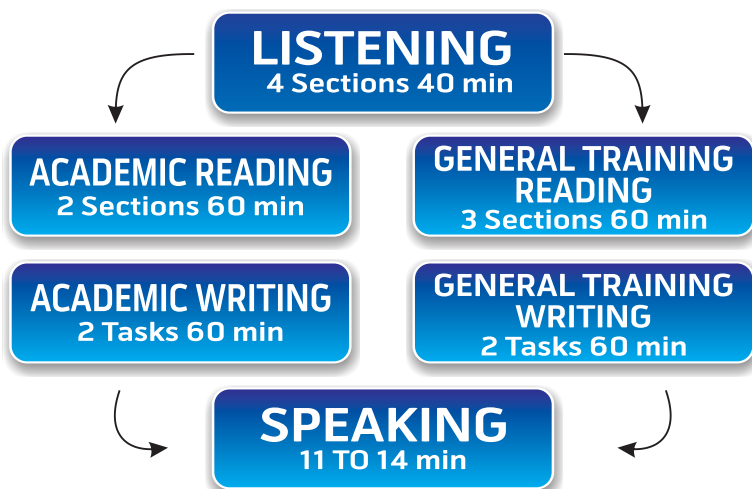 LISTENING
4 Sections 40 min
ACADEMIC READING
2 Sections 60 min
GENERAL TRAINING
READING
3 Sections 60 min
ACADEMIC WRITING
2 Tasks 60 min
GENERAL TRAINING
WRITING
2 Tasks 60 min
SPEAKING
11 TO 14 min